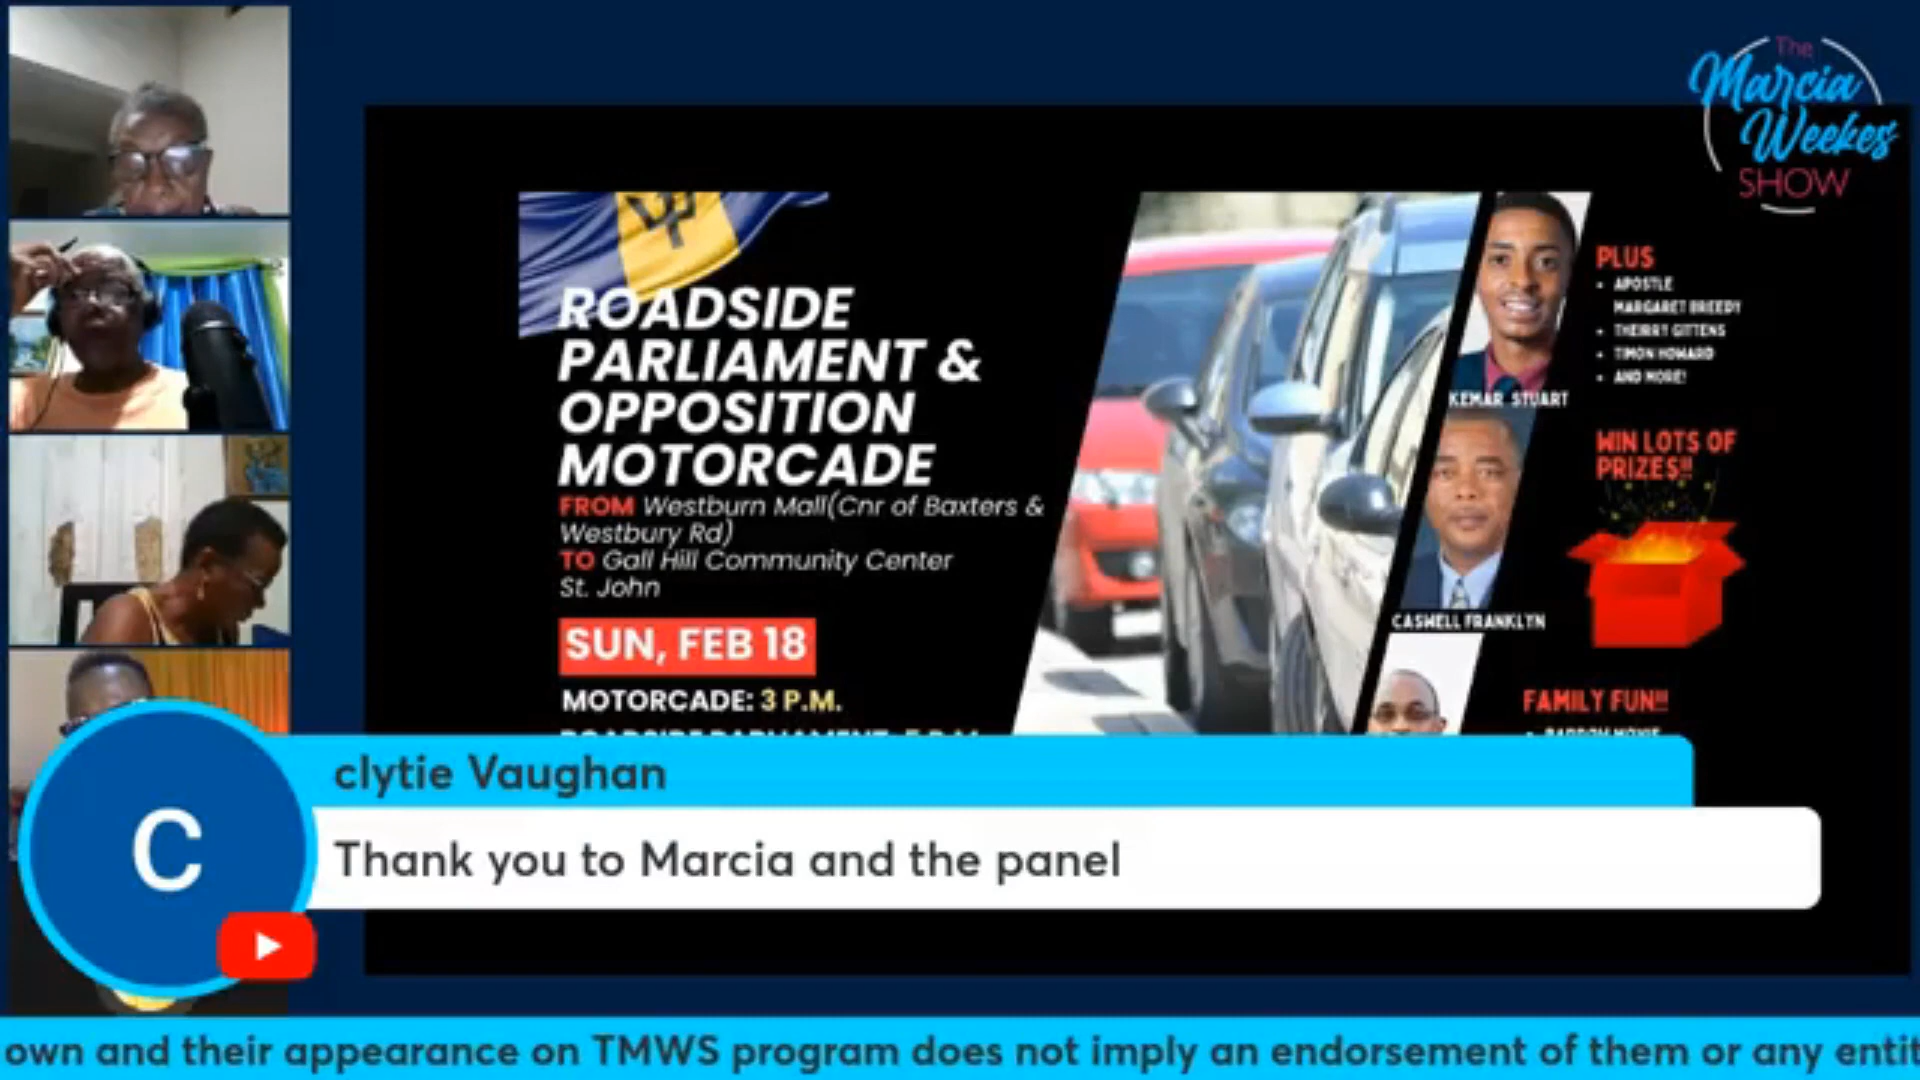 The
Marcia
Weekes
SHOW
ROADSIDE
PARLIAMENT &
OPPOSITION
MOTORCADE
FROM Westburn Mall(Cnr of Baxters &
Westbury Rd)
TO Gall Hill Community Center
St. John
SUN, FEB 18
MOTORCADE: 3 P.M.
KEMAR STUART
CASWELL FRANKLYN
PLUS
• APOSTLE
MARGARET BREEDY
• THEIRRY GITTENS
• TIMON HOWARD
• AND MORE!
WIN LOTS OF
PRIZES!!
FAMILY FUN!!
C
clytie Vaughan
Thank you to Marcia and the panel
own and their appearance on TMWS program does not imply an endorsement of them or any entit